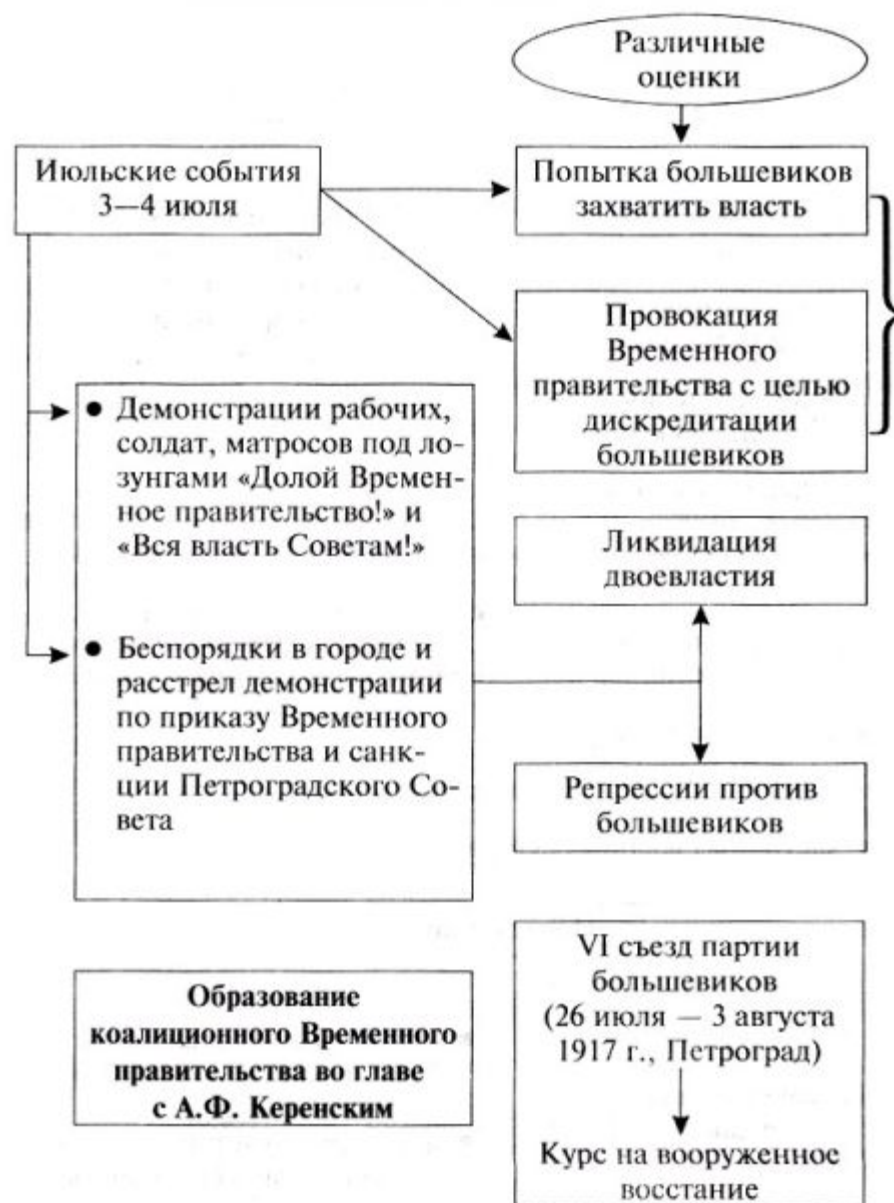 Различные
оценки
Июльские события
3—4 июля
Попытка большевиков
захватить власть
Провокация
Временного
правительства с целью
дискредитации
большевиков
● Демонстрации рабочих,
солдат, матросов под ло-
зунгами «Долой Времен-
ное правительство!» и
«Вся власть Советам!»
● Беспорядки в городе и
расстрел демонстрации
по приказу Временного
правительства и санк-
ции Петроградского Со-
вета
Ликвидация
двоевластия
Репрессии против
большевиков
Образование
коалиционного Временного
правительства во главе
с А.Ф. Керенским
VI съезд партии
большевиков
(26 июля — 3 августа
1917 г., Петроград)
Курс на вооруженное
восстание